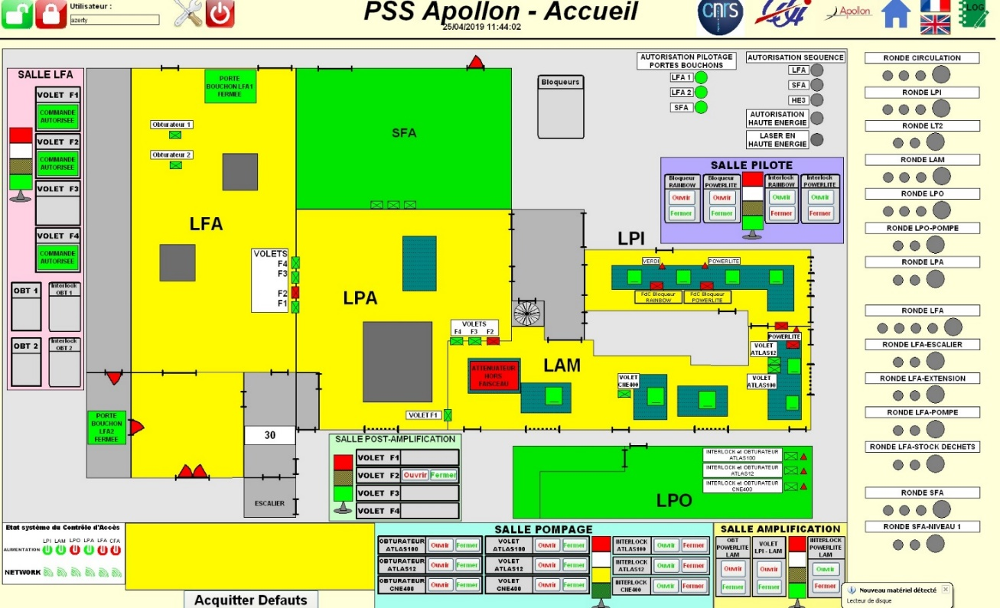 Utilisateur :
azerty
PSS Apollon - Accueil
25/04/2019 11:44:02
cnrs
Apollon
LOG
SALLE LFA
VOLET F1
COMMANDE
AUTORISEE
VOLET F2
COMMANDE
AUTORISEE
VOLET F3
VOLET F4
COMMANDE
AUTORISEE
OBT 1
Interlock
OBT 1
OBT 2
Interlock
OBT 2
PORTE
BOUCHON LFA1
FERMEE
Obturateur 1
Obturateur 2
LFA
SFA
VOLETS
F4
F3
F2
F1
LPA
Bloqueurs
AUTORISATION PILOTAGE
PORTES BOUCHONS
LFA 1
LFA 2
SFA
AUTORISATION SEQUENCE
LFA
SFA
HE3
AUTORISATION
HAUTE ENERGIE
LASER EN
HAUTE ENERGIE
SALLE PILOTE
Bloqueur
RAINBOW
Ouvrir
Fermer
Bloqueur
POWERLITE
Ouvrir
Fermer
Interlock
RAINBOW
Ouvrir
Fermer
Interlock
POWERLITE
Ouvrir
Fermer
LPI
VERDI
POWERLITE
FdC Bloqueur
RAINBOW
FdC Bloqueur
POWERLITE
VOLETS
F4 F3 F2
LAM
ATTENUATEUR
HORS
FAISCEAU
POWERLITE
VOLET
ATLAS12
VOLET
ATLAS100
VOLET
CNE400
VOLET F1
PORTE
BOUCHON
LFA2
FERMEE
30
ESCALIER
SALLE POST-AMPLIFICATION
VOLET F1
VOLET F2 Ouvrir Fermer
VOLET F3
VOLET F4
INTERLOCK et OBTURATEUR
ATLAS100
INTERLOCK et OBTURATEUR
ATLAS12
INTERLOCK et OBTURATEUR
CNE400
LPO
RONDE CIRCULATION
RONDE LPI
RONDE LT2
RONDE LAM
RONDE LPO
RONDE LPO-POMPE
RONDE LPA
RONDE LFA
RONDE LFA-ESCALIER
RONDE LFA-EXTENSION
RONDE LFA-POMPE
RONDE LFA-STOCK DECHETS
RONDE SFA
RONDE SFA-NIVEAU 1
Etat système du Contrôle d'Accès
LPI LAM LPO LPA LFA CFA
ALIMENTATION
NETWORK
Acquitter Defauts
SALLE POMPAGE
OBTURATEUR
ATLAS100
Ouvrir Fermer
VOLET
ATLAS100
Ouvrir Fermer
INTERLOCK
ATLAS100
Ouvrir Fermer
OBTURATEUR
ATLAS12
Ouvrir Fermer
VOLET
ATLAS12
Ouvrir Fermer
INTERLOCK
ATLAS12
Ouvrir Fermer
OBTURATEUR
CNE400
Ouvrir Fermer
VOLET
CNE400
Ouvrir Fermer
INTERLOCK
CNE400
Ouvrir Fermer
SALLE AMPLIFICATION
OBT
POWERLITE
LAM
Ouvrir
Fermer
VOLET
LPI - LAM
Ouvrir
Fermer
INTERLOCK
POWERLITE
LAM
Ouvrir
Fermer
Nouveau matériel détecté
Lecteur de disque